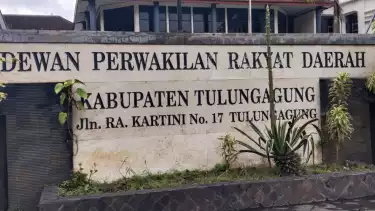 DEWAN PERWAKILAN RAKYAT DAERAH
KABUPATEN TULUNGAGUNG
Jln. RA. KARTINI No. 17 TULUNGAGUNG